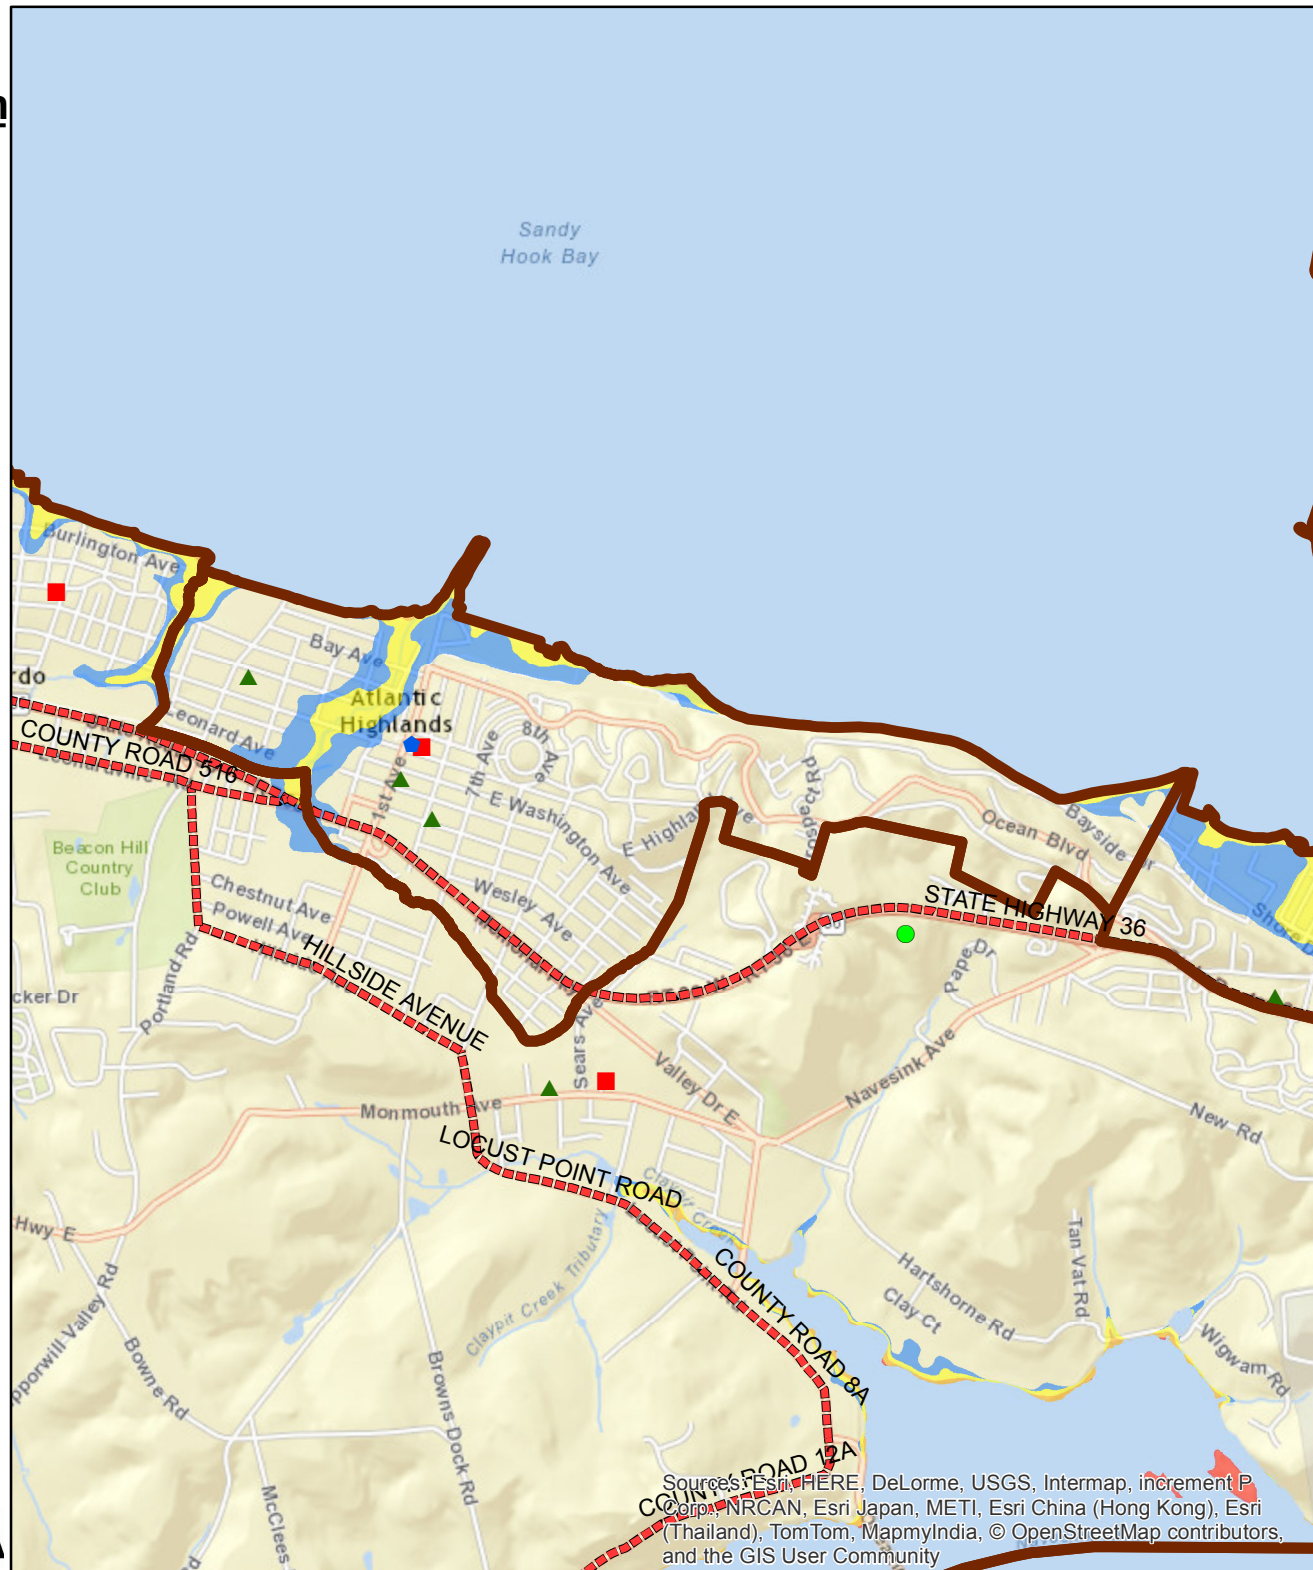 Sandy
Hook Bay
Burlington Ave
Bay Ave
Atlantic
Highlands
Leonard Ave
COUNTY ROAD 516
1st Ave
7th Ave
8th Ave
E Washington Ave
E Highland Ave
Ocean Blvd
Bayside Dr
Wesley Ave
STATE HIGHWAY 36
Beacon Hill
Country
Club
Chestnut Ave
Powell Ave
HILLSIDE AVENUE
Portland Rd
Sears Ave
Pape Dr
Valley Dr E
Navesink Ave
New Rd
Monmouth Ave
LOCUST POINT ROAD
Claypit Creek
Claypit Creek Tributary
Hwy E
COUNTY ROAD 8A
Hartshorne Rd
Clay Ct
Tan Vat Rd
Wigwam Rd
Bowne Rd
Browns Dock Rd
McClees
COUNTY ROAD 12A
Sources: Esri, HERE, DeLorme, USGS, Intermap, increment P
Corp., NRCAN, Esri Japan, METI, Esri China (Hong Kong), Esri
(Thailand), TomTom, MapmyIndia, © OpenStreetMap contributors,
and the GIS User Community